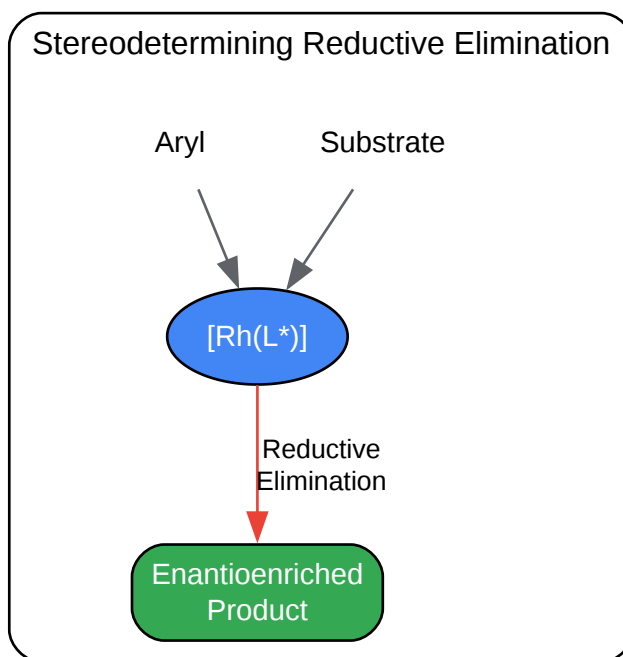 Stereodetermining Reductive Elimination
Aryl
Substrate
[Rh(L*)]
Reductive
Elimination
Enantioenriched
Product